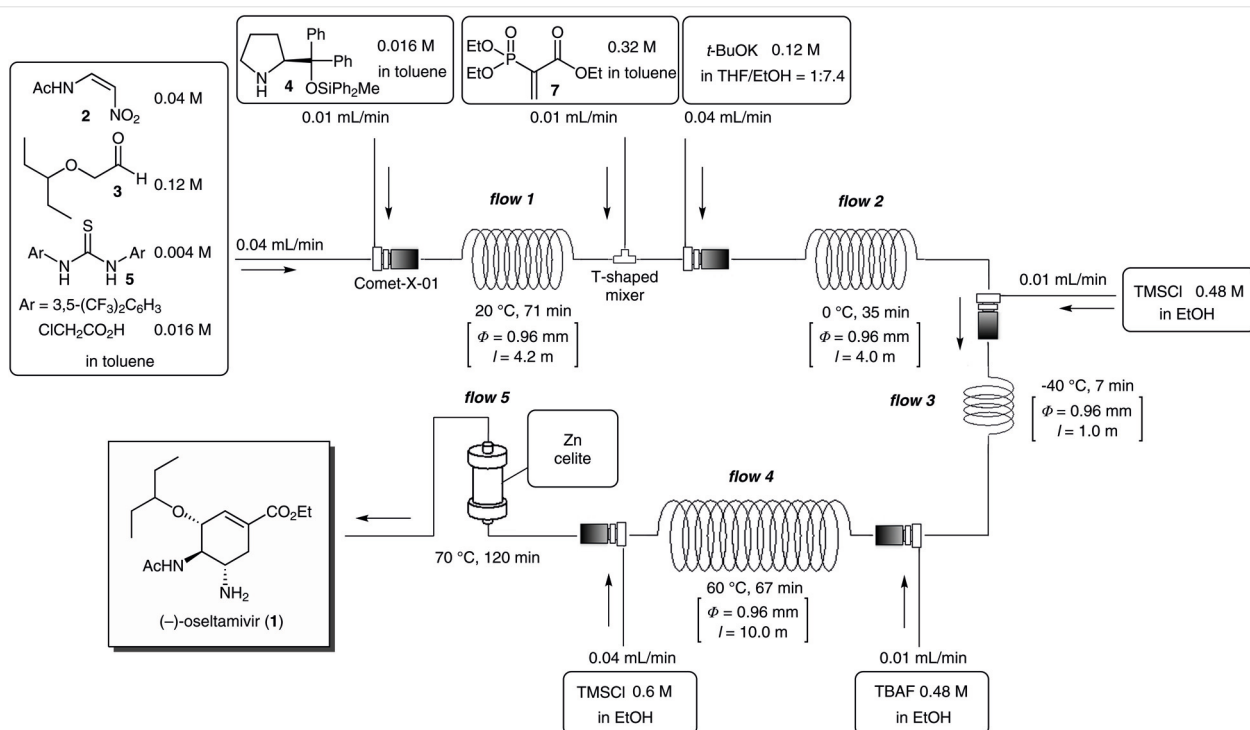 AcHN
2
NO2
0.04 M
O
O
H
3
0.12 M
S
Ar
N
H
N
H
Ar
5
0.004 M
Ar = 3,5-(CF3)2C6H3
ClCH2CO2H 0.016 M
in toluene
0.04 mL/min
Ph
Ph
N
H
4
OSiPh2Me
0.016 M
in toluene
0.01 mL/min
Comet-X-01
flow 1
20 °C, 71 min
Φ = 0.96 mm
l = 4.2 m
O
EtO
P
EtO
O
OEt
7
0.32 M
in toluene
0.01 mL/min
T-shaped
mixer
t-BuOK 0.12 M
in THF/EtOH = 1:7.4
0.04 mL/min
flow 2
0 °C, 35 min
Φ = 0.96 mm
l = 4.0 m
0.01 mL/min
TMSCl 0.48 M
in EtOH
flow 3
-40 °C, 7 min
Φ = 0.96 mm
l = 1.0 m
0.01 mL/min
TBAF 0.48 M
in EtOH
flow 4
60 °C, 67 min
Φ = 0.96 mm
l = 10.0 m
0.04 mL/min
TMSCl 0.6 M
in EtOH
flow 5
Zn
celite
70 °C, 120 min
O
CO2Et
AcHN
NH2
(–)-oseltamivir (1)